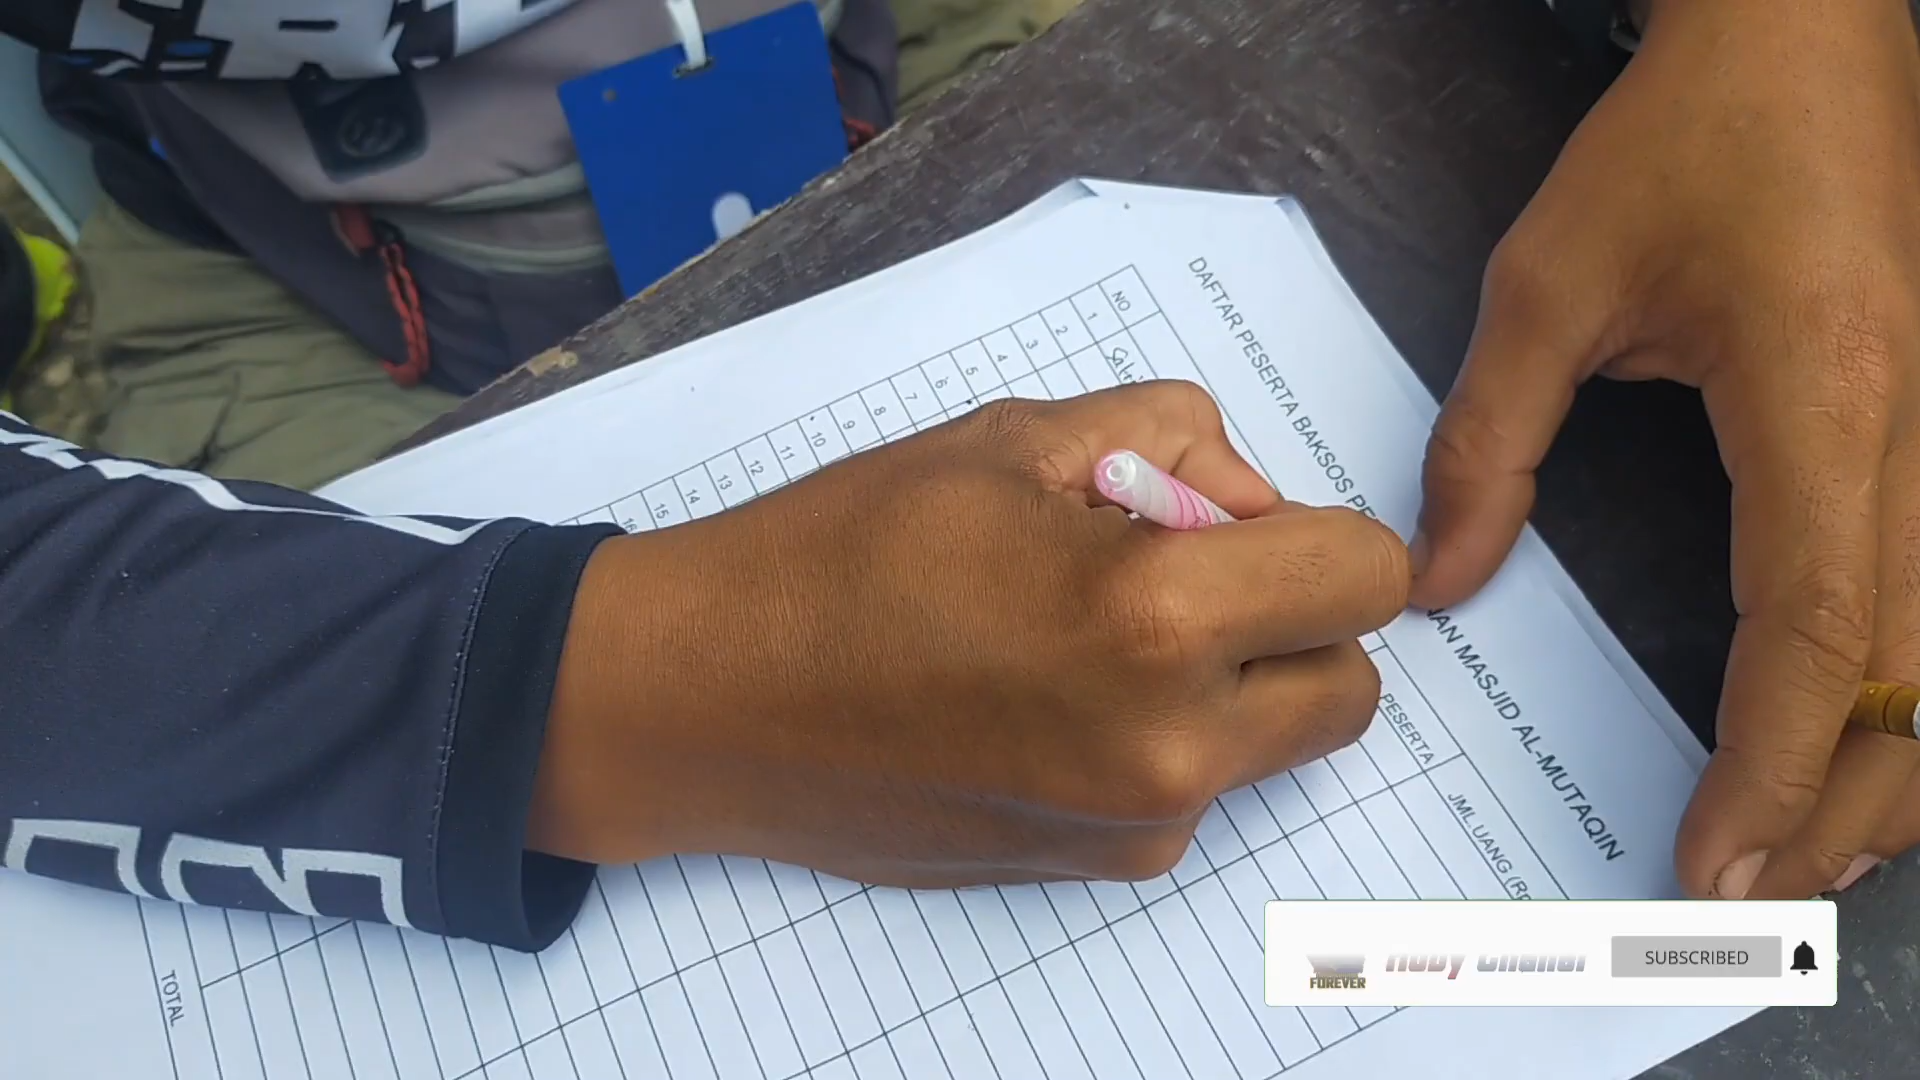 DAFTAR PESERTA BAKSOS
NAN MASJID AL-MUTAQIN
NO
PESERTA
JML.UANG
1
2
3
4
5
6
7
8
9
10
11
12
13
14
15
16
TOTAL
FOREVER
SUBSCRIBED